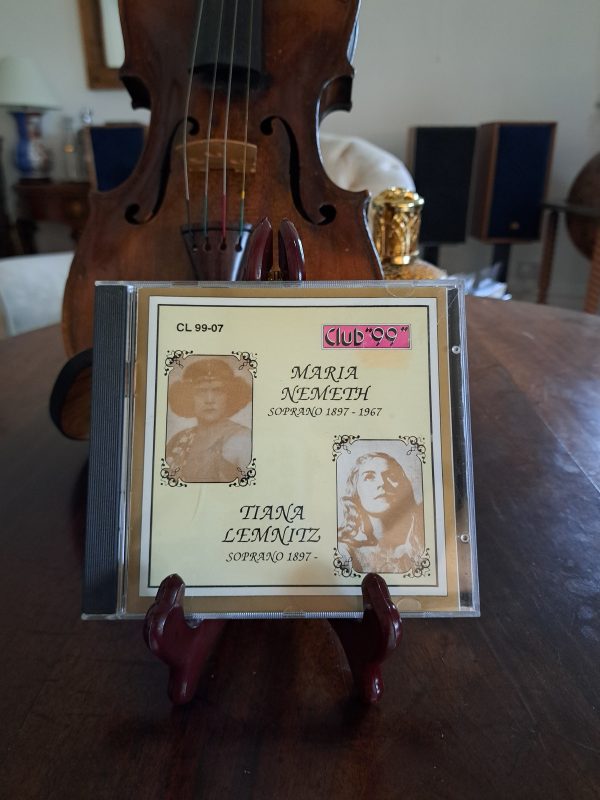 CL 99-07
Club "99"
MARIA
NEMETH
SOPRANO 1897 - 1967
TIANA
LEMNITZ
SOPRANO 1897 -